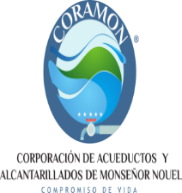 CORAMON
®
CORPORACIÓN DE ACUEDUCTOS Y
ALCANTARILLADOS DE MONSEÑOR NOUEL
COMPROMISO DE VIDA